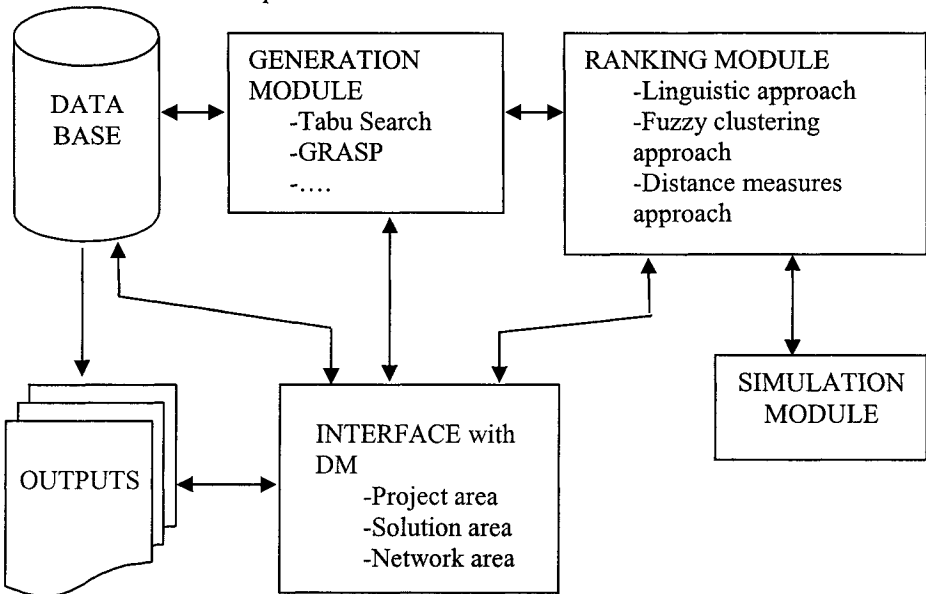 DATA
BASE
GENERATION
MODULE
-Tabu Search
-GRASP
-....
RANKING MODULE
-Linguistic approach
-Fuzzy clustering
approach
-Distance measures
approach
SIMULATION
MODULE
OUTPUTS
INTERFACE with
DM
-Project area
-Solution area
-Network area